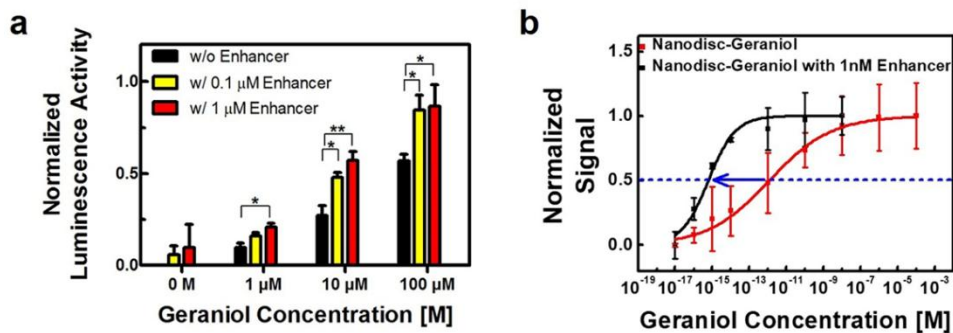 a
w/o Enhancer
w/ 0.1 µM Enhancer
w/ 1 µM Enhancer
Normalized
Luminescence Activity
1.0
0.5
0.0
*
*
**
*
*
*
0 M
1 µM
10 µM
100 µM
Geraniol Concentration [M]
b
Nanodisc-Geraniol
Nanodisc-Geraniol with 1nM Enhancer
Normalized
Signal
1.5
1.0
0.5
0.0
10⁻¹⁹ 10⁻¹⁷ 10⁻¹⁵ 10⁻¹³ 10⁻¹¹ 10⁻⁹ 10⁻⁷ 10⁻⁵ 10⁻³
Geraniol Concentration [M]